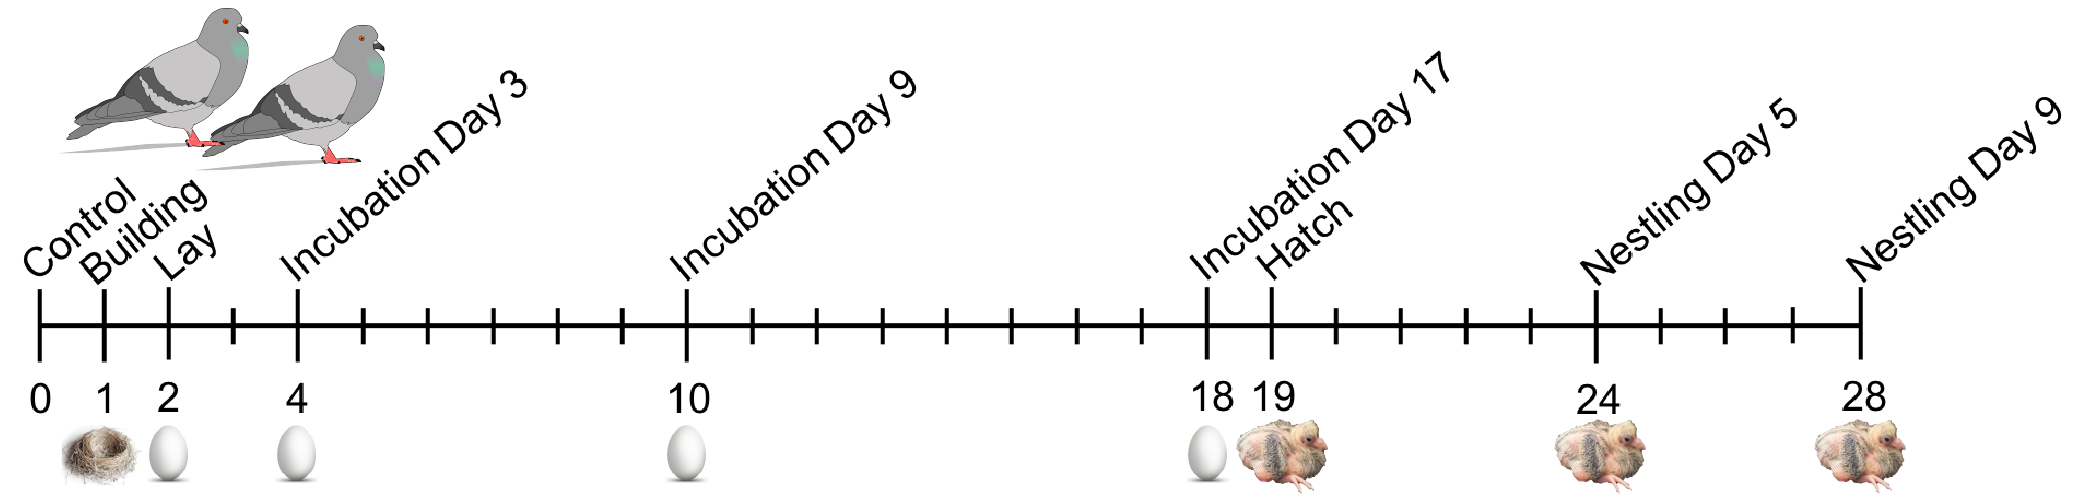 Control
Building
Lay
Incubation Day 3
Incubation Day 9
Incubation Day 17
Hatch
Nestling Day 5
Nestling Day 9
0 1 2 4 10 18 19 24 28